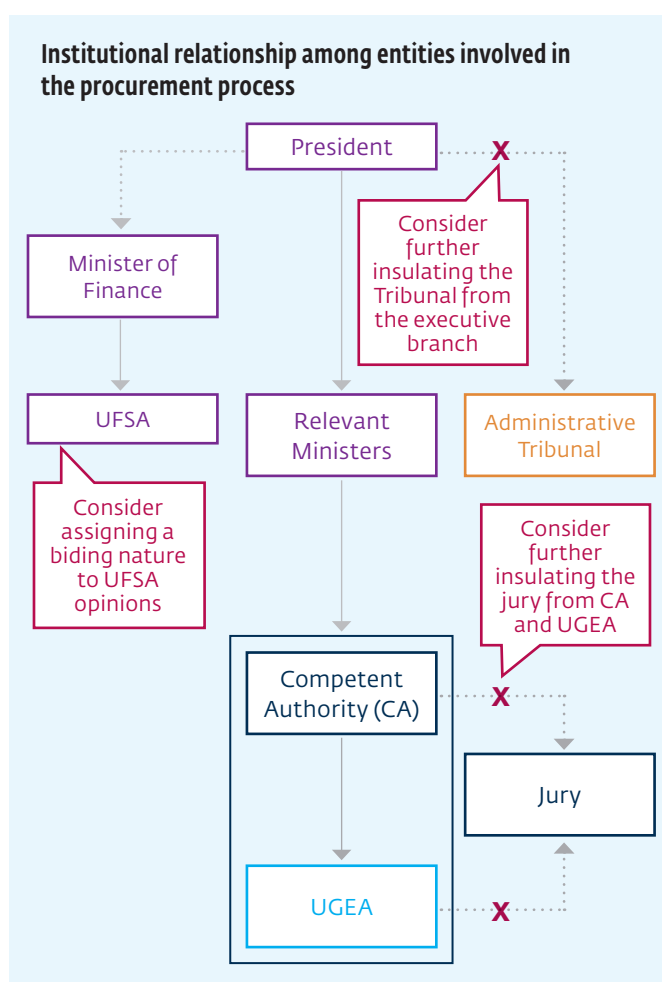 Institutional relationship among entities involved in
the procurement process
President
X
Consider
further
insulating the
Tribunal from
the executive
branch
Minister of
Finance
UFSA
Relevant
Ministers
Administrative
Tribunal
Consider
assigning a
biding nature
to UFSA
opinions
Consider
further
insulating the
jury from CA
and UGEA
Competent
Authority (CA)
X
Jury
UGEA
X